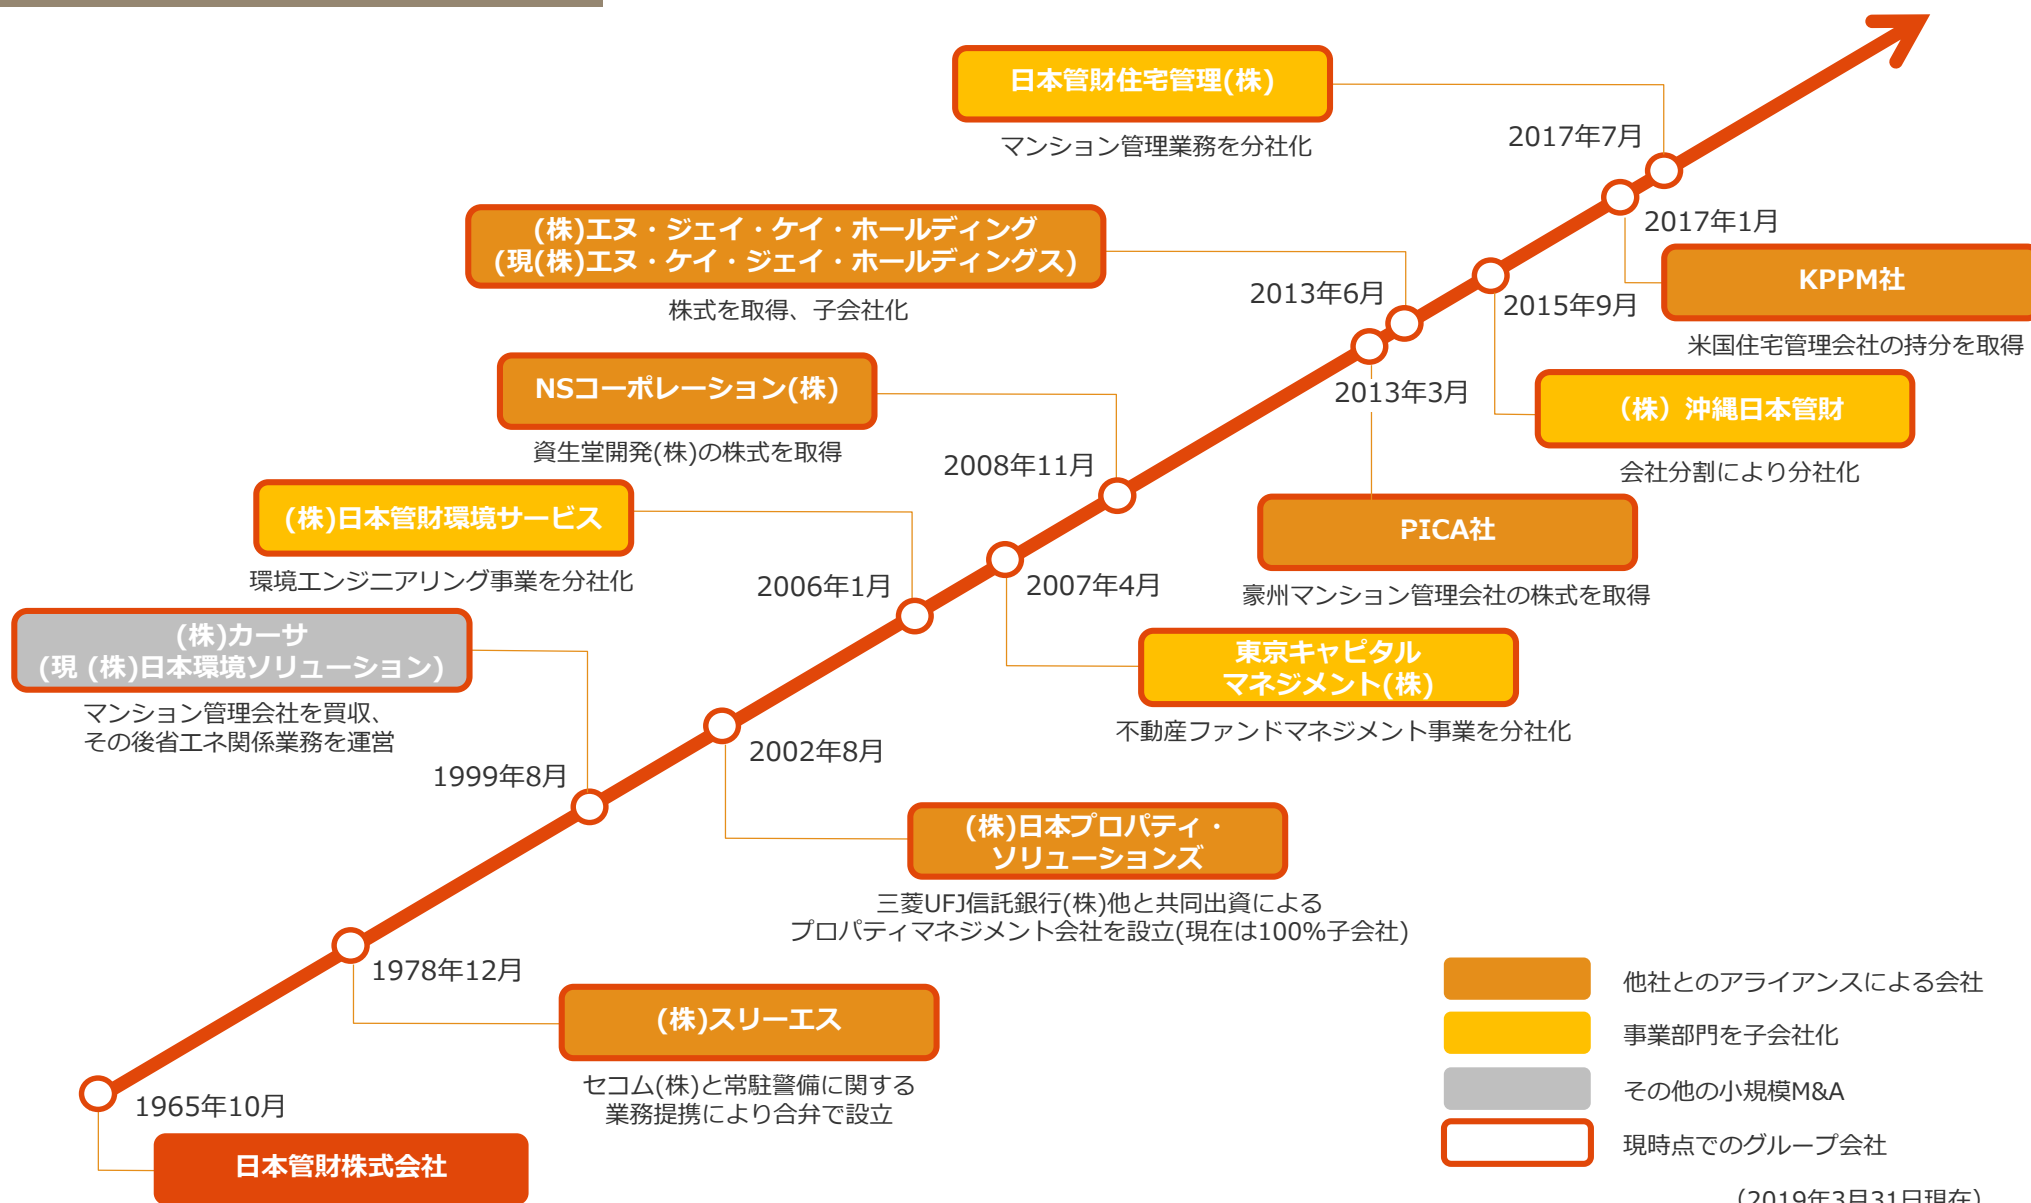 日本管財住宅管理(株)
マンション管理業務を分社化
2017年7月
2017年1月
KPPM社
米国住宅管理会社の持分を取得
(株)エヌ・ジェイ・ケイ・ホールディング
(現(株)エヌ・ケイ・ジェイ・ホールディングス)
株式を取得、子会社化
2013年6月
2015年9月
(株)沖縄日本管財
会社分割により分社化
NSコーポレーション(株)
資生堂開発(株)の株式を取得
2008年11月
2013年3月
PICA社
豪州マンション管理会社の株式を取得
(株)日本管財環境サービス
環境エンジニアリング事業を分社化
2006年1月
2007年4月
東京キャピタル
マネジメント(株)
不動産ファンドマネジメント事業を分社化
(株)カーサ
(現 (株)日本環境ソリューション)
マンション管理会社を買収、
その後省エネ関係業務を運営
1999年8月
2002年8月
(株)日本プロパティ・
ソリューションズ
三菱UFJ信託銀行(株)他と共同出資による
プロパティマネジメント会社を設立(現在は100%子会社)
1978年12月
(株)スリーエス
セコム(株)と常駐警備に関する
業務提携により合弁で設立
1965年10月
日本管財株式会社
他社とのアライアンスによる会社
事業部門を子会社化
その他の小規模M&A
現時点でのグループ会社
(2019年3月31日現在)